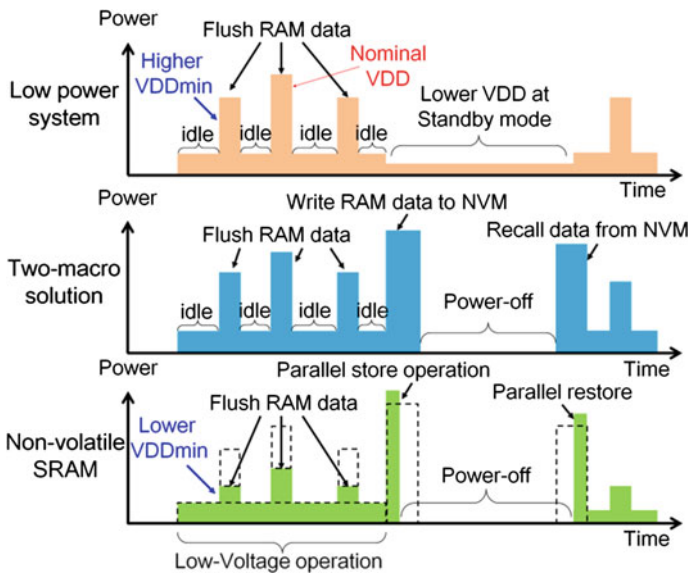 Power
Flush RAM data
Higher
VDDmin
Nominal
VDD
Low power
system
Lower VDD at
Standby mode
idle
idle
idle
idle
Time
Power
Write RAM data to NVM
Flush RAM data
Recall data from NVM
Two-macro
solution
idle
idle
idle
idle
Power-off
Time
Power
Parallel store operation
Flush RAM data
Parallel restore
Lower
VDDmin
Non-volatile
SRAM
Power-off
Time
Low-Voltage operation